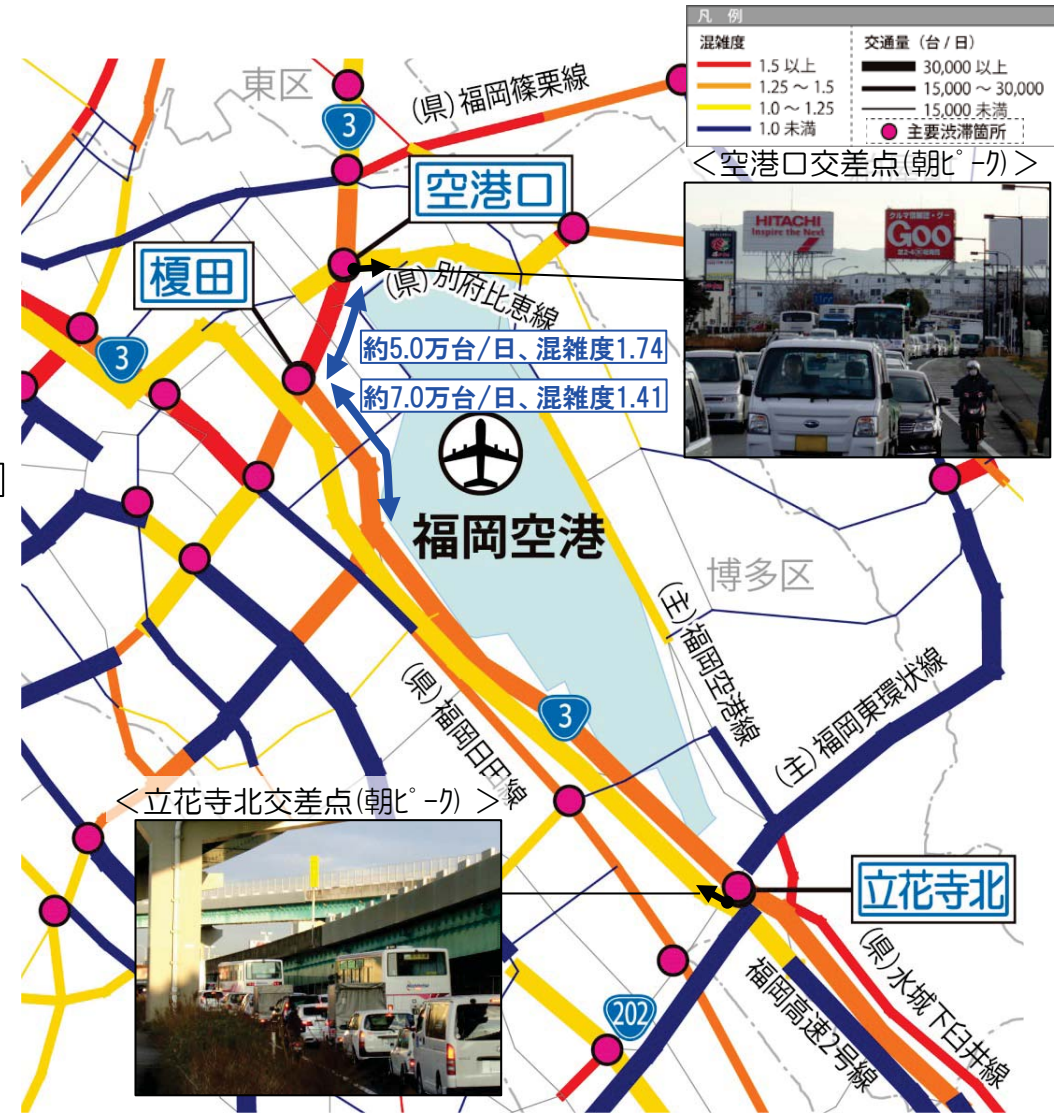 凡 例
混雑度
1.5 以上
1.25 ～ 1.5
1.0 ～ 1.25
1.0 未満
交通量（台 / 日）
30,000 以上
15,000 ～ 30,000
15,000 未満
主要渋滞箇所
＜空港口交差点(朝ﾋﾟｰｸ)＞
HITACHI
Inspire the Next
Goo
東区
3
(県)福岡篠栗線
空港口
榎田
(県)別府比恵線
3
約5.0万台/日、混雑度1.74
約7.0万台/日、混雑度1.41
福岡空港
博多区
(主)福岡空港線
(主)福岡東環状線
(県)福岡日田線
3
＜立花寺北交差点(朝ﾋﾟｰｸ) ＞
立花寺北
(県)水城下臼井線
福岡高速2号線
202